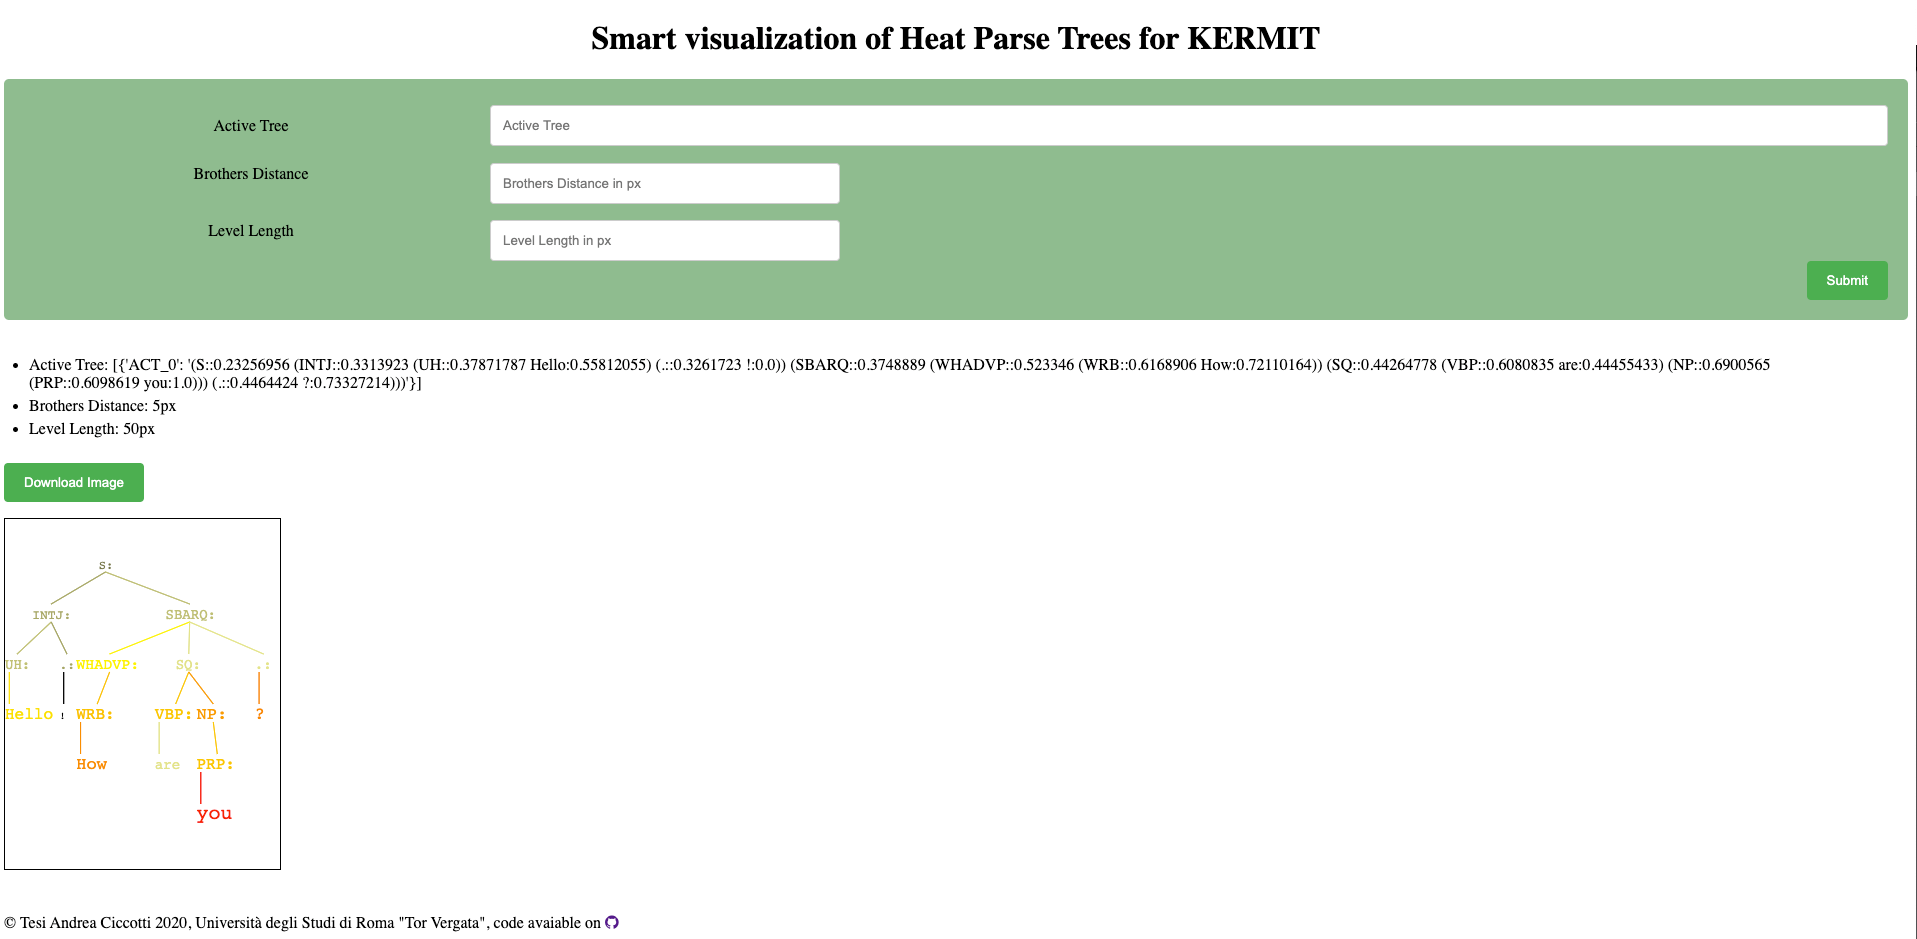 Smart visualization of Heat Parse Trees for KERMIT
Active Tree
Active Tree
Brothers Distance
Brothers Distance in px
Level Length
Level Length in px
Submit
Active Tree: [{'ACT_0': '(S::0.23256956 (INTJ::0.3313923 (UH::0.37871787 Hello:0.55812055) (.::0.3261723 !:0.0)) (SBARQ::0.3748889 (WHADVP::0.523346 (WRB::0.6168906 How:0.72110164)) (SQ::0.44264778 (VBP::0.6080835 are:0.44455433) (NP::0.6900565
(PRP::0.6098619 you:1.0))) (.::0.4464424 ?:0.73327214)))'}]
Brothers Distance: 5px
Level Length: 50px
Download Image
S:
INTJ: SBARQ:
UH: .: WHADVP: SQ: .:
Hello ! WRB: VBP: NP: ?
How are PRP:
you
© Tesi Andrea Ciccotti 2020, Università degli Studi di Roma "Tor Vergata", code avaiable on